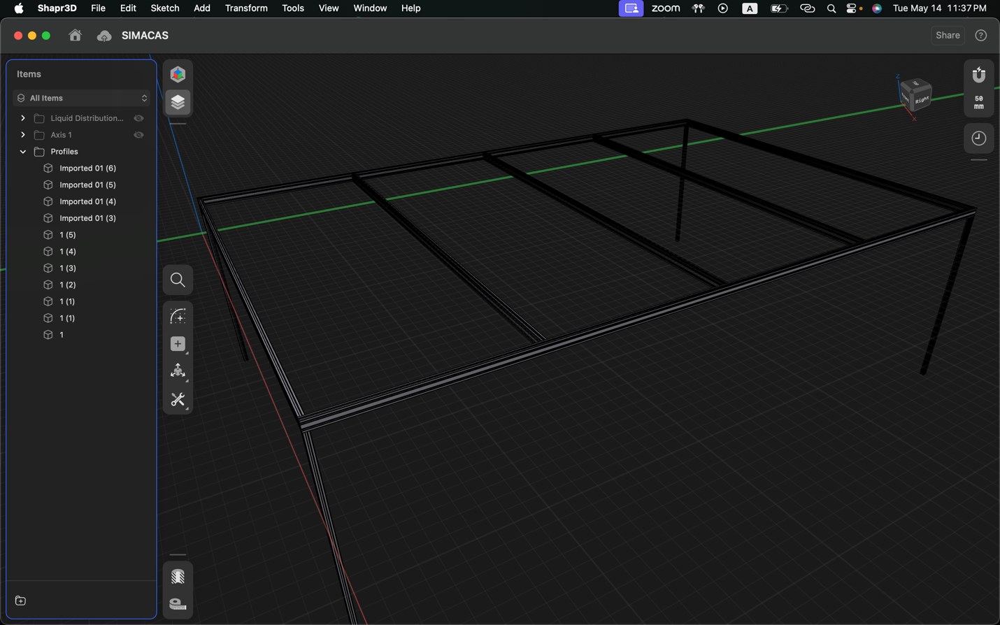 Shapr3D File Edit Sketch Add Transform Tools View Window Help zoom A Tue May 14 11:37 PM
SIMACAS
Share ?
Items
All Items
Liquid Distribution...
Axis 1
Profiles
Imported 01 (6)
Imported 01 (5)
Imported 01 (4)
Imported 01 (3)
1 (5)
1 (4)
1 (3)
1 (2)
1 (1)
1 (1)
1
Z
Right
X
50
mm